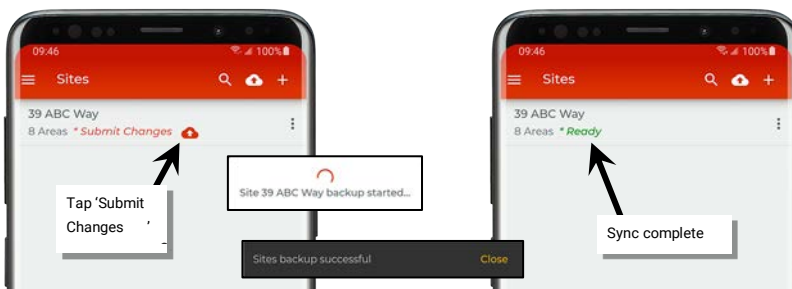 09:46
100%
Sites
39 ABC Way
8 Areas * Submit Changes
Tap ‘Submit
Changes ’
Site 39 ABC Way backup started...
Sites backup successful Close
09:46
100%
Sites
39 ABC Way
8 Areas * Ready
Sync complete